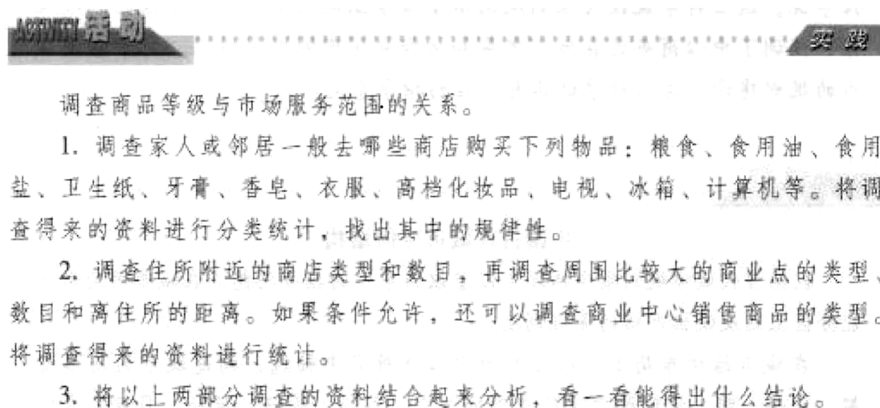 ACTIVITY 活动
实践
调查商品等级与市场服务范围的关系。
1. 调查家人或邻居一般去哪些商店购买下列物品：粮食、食用油、食用
盐、卫生纸、牙膏、香皂、衣服、高档化妆品、电视、冰箱、计算机等。将调
查得来的资料进行分类统计，找出其中的规律性。
2. 调查住所附近的商店类型和数目，再调查周围比较大的商业点的类型、
数目和离住所的距离。如果条件允许，还可以调查商业中心销售商品的类型。
将调查得来的资料进行统计。
3. 将以上两部分调查的资料结合起来分析，看一看能得出什么结论。